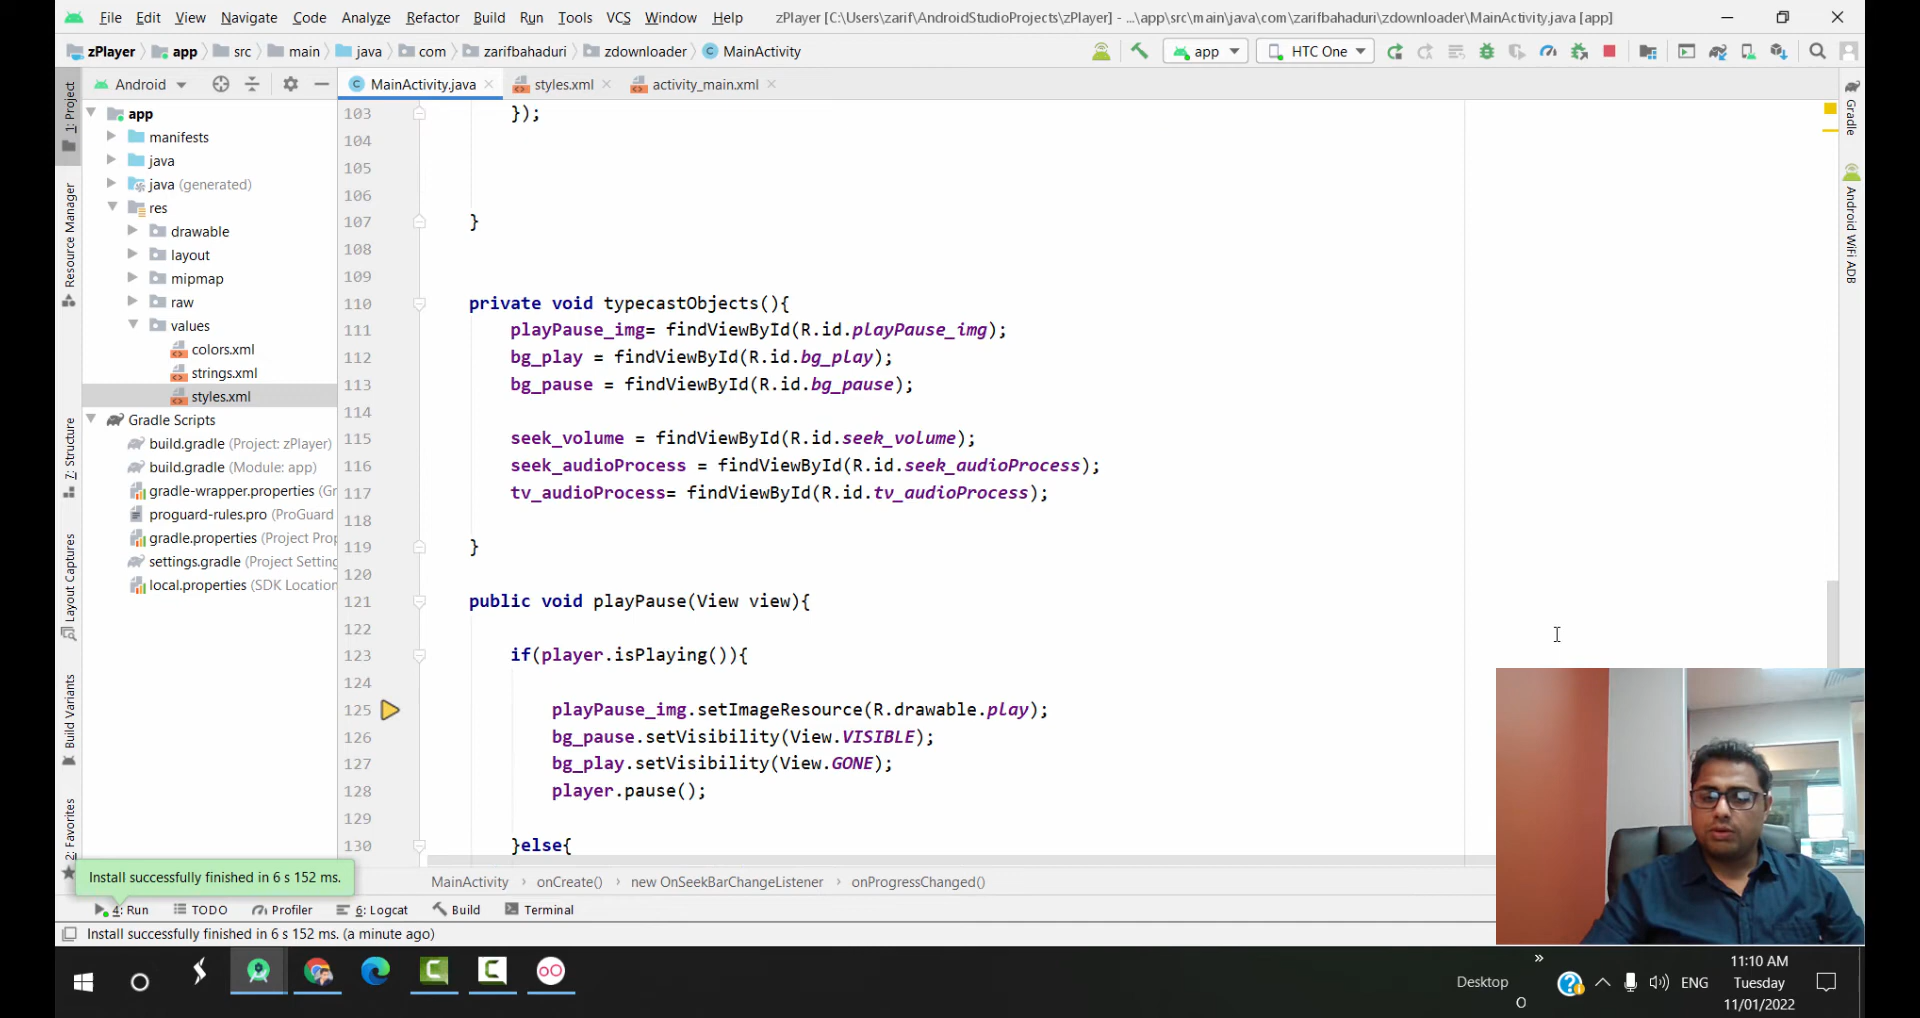 File Edit View Navigate Code Analyze Refactor Build Run Tools VCS Window Help zPlayer [C:\Users\zarif\AndroidStudioProjects\zPlayer] - ...\app\src\main\java\com\zarifbahaduri\zdownloader\MainActivity.java [app]
zPlayer app src main java com zarifbahaduri zdownloader MainActivity app HTC One
Android MainActivity.java styles.xml activity_main.xml
1: Project
Resource Manager
7: Structure
Layout Captures
Build Variants
2: Favorites
app
manifests
java
java (generated)
res
drawable
layout
mipmap
raw
values
colors.xml
strings.xml
styles.xml
Gradle Scripts
build.gradle (Project: zPlayer)
build.gradle (Module: app)
gradle-wrapper.properties (Gr
proguard-rules.pro (ProGuard
gradle.properties (Project Prop
settings.gradle (Project Setting
local.properties (SDK Location
103 });
104
105
106
107 }
108
109
110 private void typecastObjects(){
111 playPause_img= findViewById(R.id.playPause_img);
112 bg_play = findViewById(R.id.bg_play);
113 bg_pause = findViewById(R.id.bg_pause);
114
115 seek_volume = findViewById(R.id.seek_volume);
116 seek_audioProcess = findViewById(R.id.seek_audioProcess);
117 tv_audioProcess= findViewById(R.id.tv_audioProcess);
118
119 }
120
121 public void playPause(View view){
122
123 if(player.isPlaying()){
124
125 playPause_img.setImageResource(R.drawable.play);
126 bg_pause.setVisibility(View.VISIBLE);
127 bg_play.setVisibility(View.GONE);
128 player.pause();
129
130 }else{
Gradle
Android WiFi ADB
Install successfully finished in 6 s 152 ms.
MainActivity › onCreate() › new OnSeekBarChangeListener › onProgressChanged()
4: Run TODO Profiler 6: Logcat Build Terminal
Install successfully finished in 6 s 152 ms. (a minute ago)
Desktop » ENG
11:10 AM
Tuesday
11/01/2022